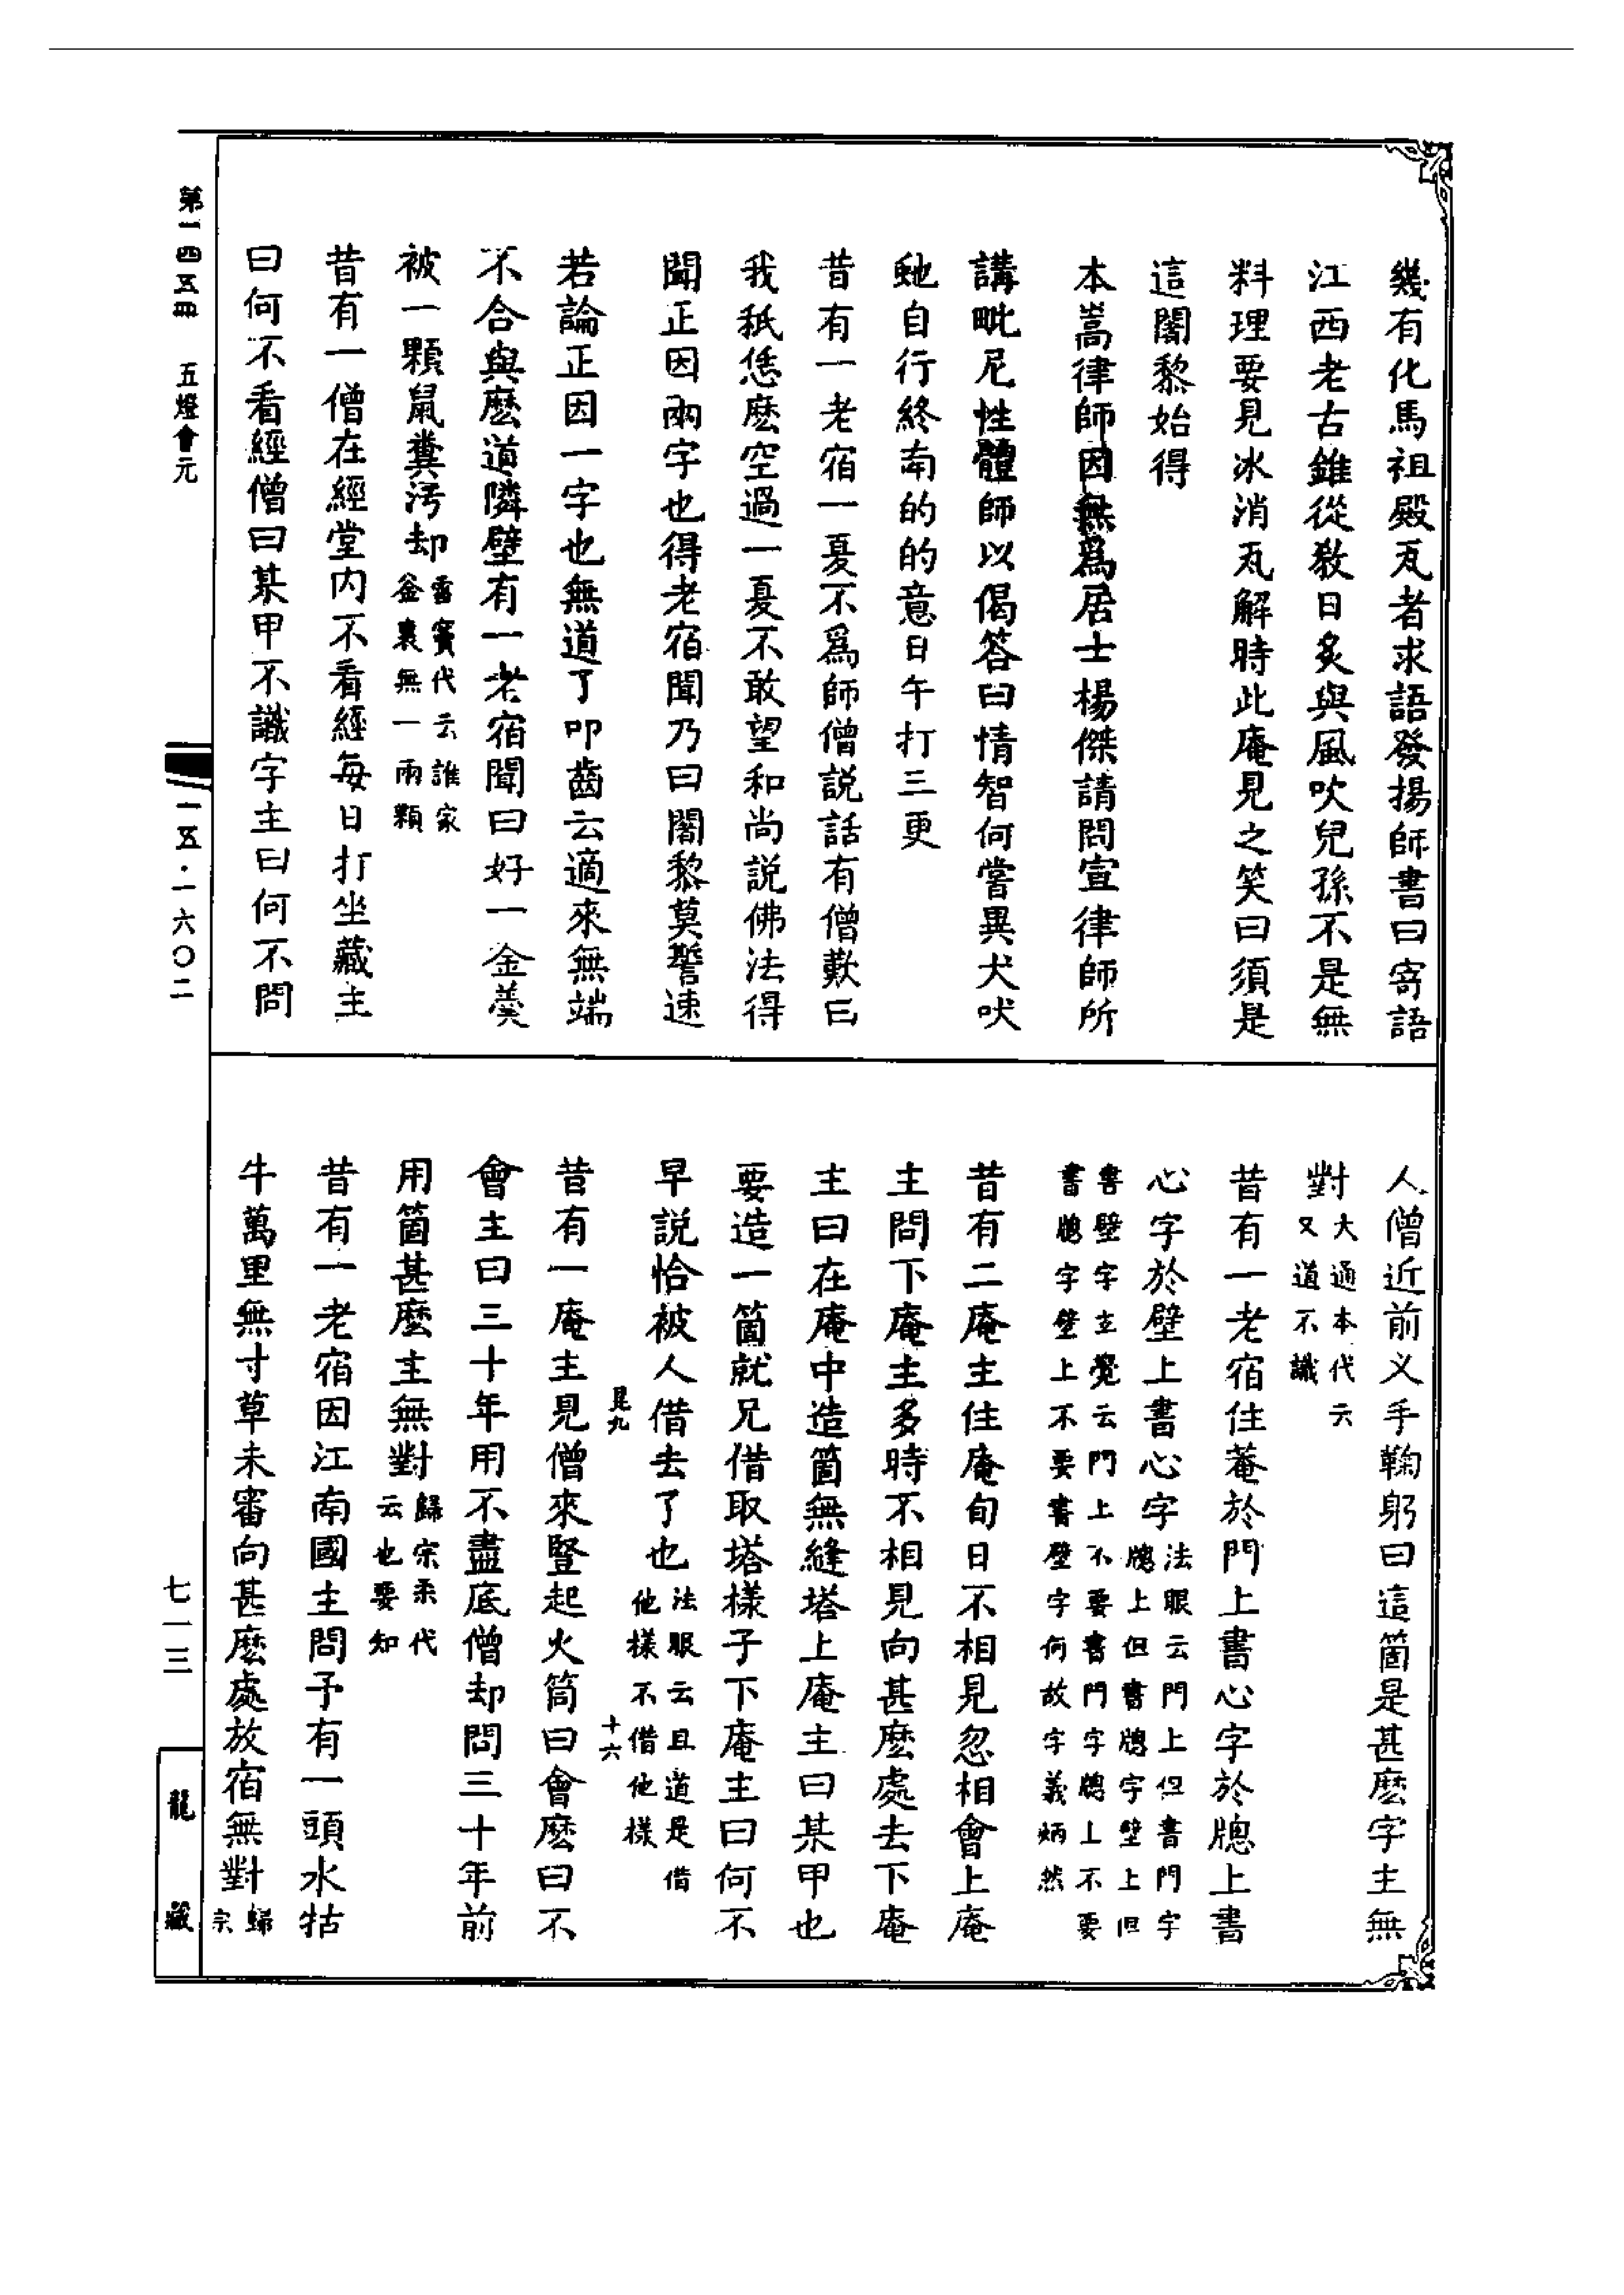 幾有化馬祖殿瓦者求語發揚師書曰寄語
江西老古錐從教日炙與風吹兒孫不是無
料理要見冰消瓦解時此庵見之笑曰須是
這闍黎始得
本嵩律師因無為居士楊傑請問宣律師所
講毗尼性體師以偈答曰情智何嘗異犬吠
虵自行終南的的意日午打三更
昔有一老宿一夏不為師僧説話有僧歎曰
我秖恁麼空過一夏不敢望和尚説佛法得
聞正因兩字也得老宿聞乃曰闍黎莫譥速
若論正因一字也無道了叩齒云適來無端
不合與麼道隣壁有一老宿聞曰好一釜羹
被一顆鼠糞汚却
雪竇代云誰家
釜裏無一兩顆
昔有一僧在經堂内不看經每日打坐藏主
曰何不看經僧曰某甲不識字主曰何不問
第一四五四 五燈會元
一五·一六〇二
人僧近前义手鞠躬曰這箇是甚麼字主無
對
大通本代云
又道不識
昔有一老宿住菴於門上書心字於牎上書
心字於壁上書心字
法眼云門上但書門字
牎上但書牎字壁上但
書壁字玄覺云門上不要書門字牎上不要
書牎字壁上不要書壁字何故字義炳然
昔有二庵主住庵旬日不相見忽相會上庵
主問下庵主多時不相見向甚麼處去下庵
主曰在庵中造箇無縫塔上庵主曰某甲也
要造一箇就兄借取塔樣子下庵主曰何不
早説恰被人借去了也
法眼云且道是借
他樣不借他樣
昆九
十六
昔有一庵主見僧來豎起火筒曰會麼曰不
會主曰三十年用不盡底僧却問三十年前
用箇甚麼主無對
歸宗柔代
云也要知
昔有一老宿因江南國主問予有一頭水牯
牛萬里無寸草未審向甚麼處放宿無對
歸
宗
七一三
龍藏